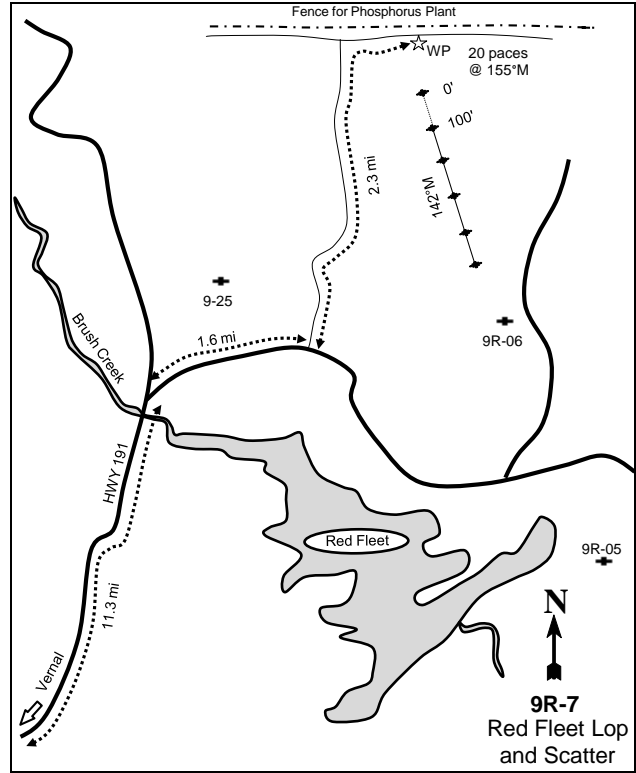 Fence for Phosphorus Plant
WP
20 paces
@ 155°M
0'
100'
142°M
2.3 mi
9-25
9R-06
1.6 mi
Brush Creek
HWY 191
Red Fleet
9R-05
11.3 mi
Vernal
N
9R-7
Red Fleet Lop
and Scatter